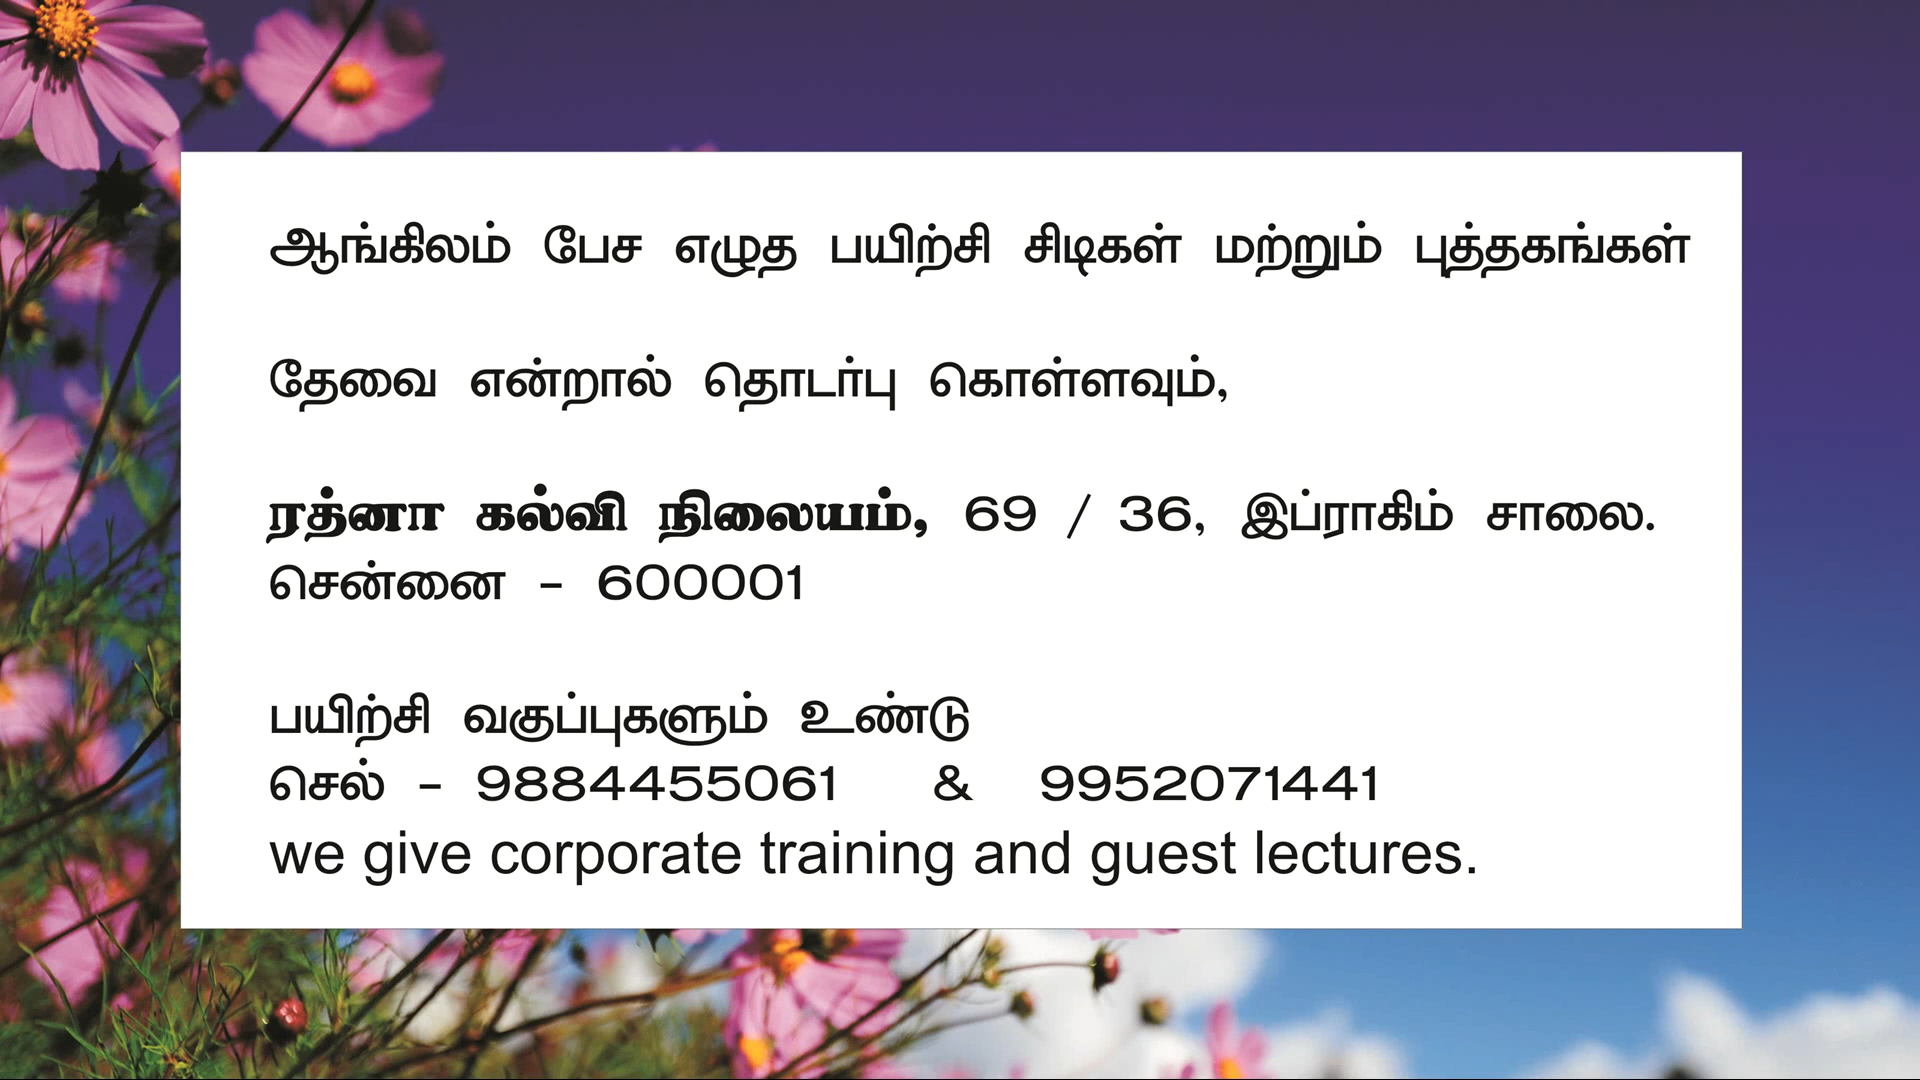 ஆங்கிலம் பேச எழுத பயிற்சி சிடிகள் மற்றும் புத்தகங்கள்
தேவை என்றால் தொடர்பு கொள்ளவும்,
ரத்னா கல்வி நிலையம், 69 / 36, இப்ராகிம் சாலை.
சென்னை - 600001
பயிற்சி வகுப்புகளும் உண்டு
செல் - 9884455061 & 9952071441
we give corporate training and guest lectures.